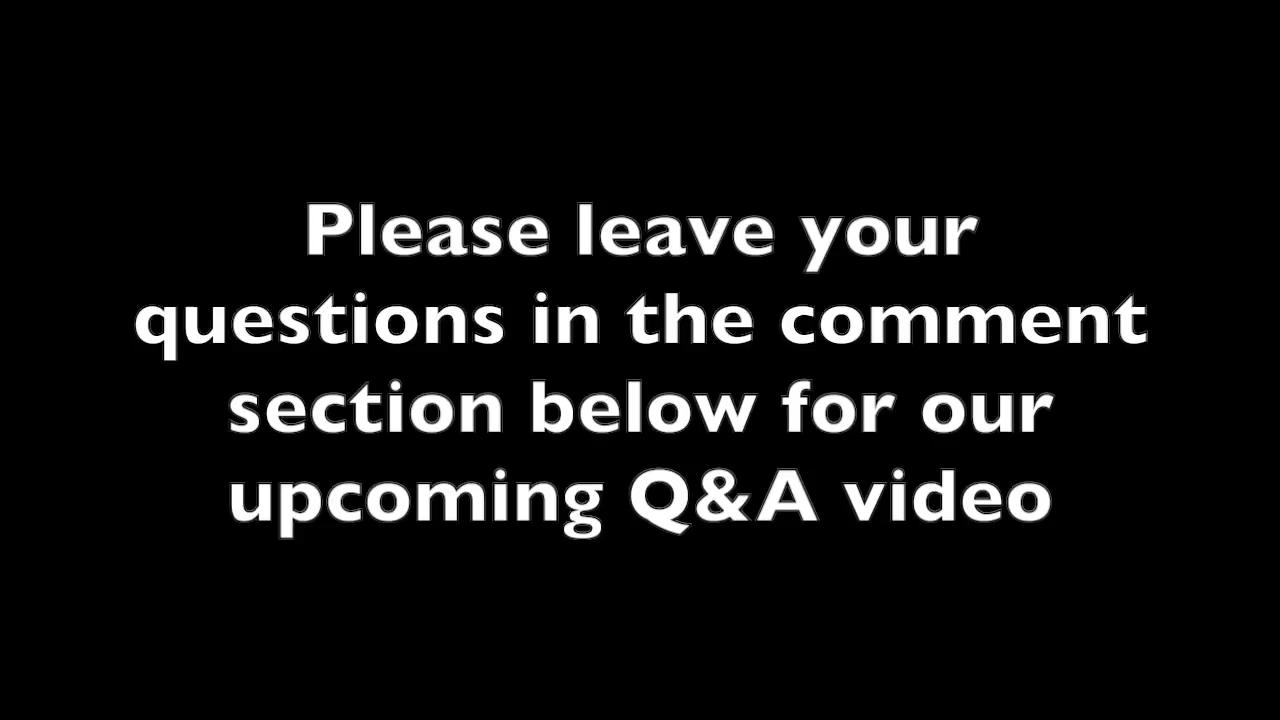 Please leave your
questions in the comment
section below for our
upcoming Q&A video